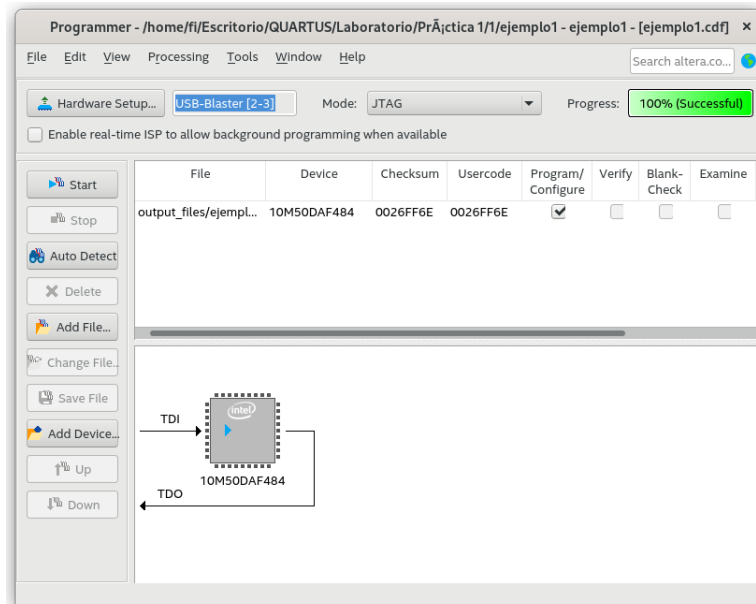 Programmer - /home/fi/Escritorio/QUARTUS/Laboratorio/PrÃ¡ctica 1/1/ejemplo1 - ejemplo1 - [ejemplo1.cdf] ×
File Edit View Processing Tools Window Help
Search altera.co...
Hardware Setup... USB-Blaster [2-3] Mode: JTAG Progress: 100% (Successful)
Enable real-time ISP to allow background programming when available
Start
Stop
Auto Detect
Delete
Add File...
Change File..
Save File
Add Device..
Up
Down
File Device Checksum Usercode Program/ Verify Blank- Examine
Configure Check
output_files/ejempl... 10M50DAF484 0026FF6E 0026FF6E
intel
TDI
10M50DAF484
TDO